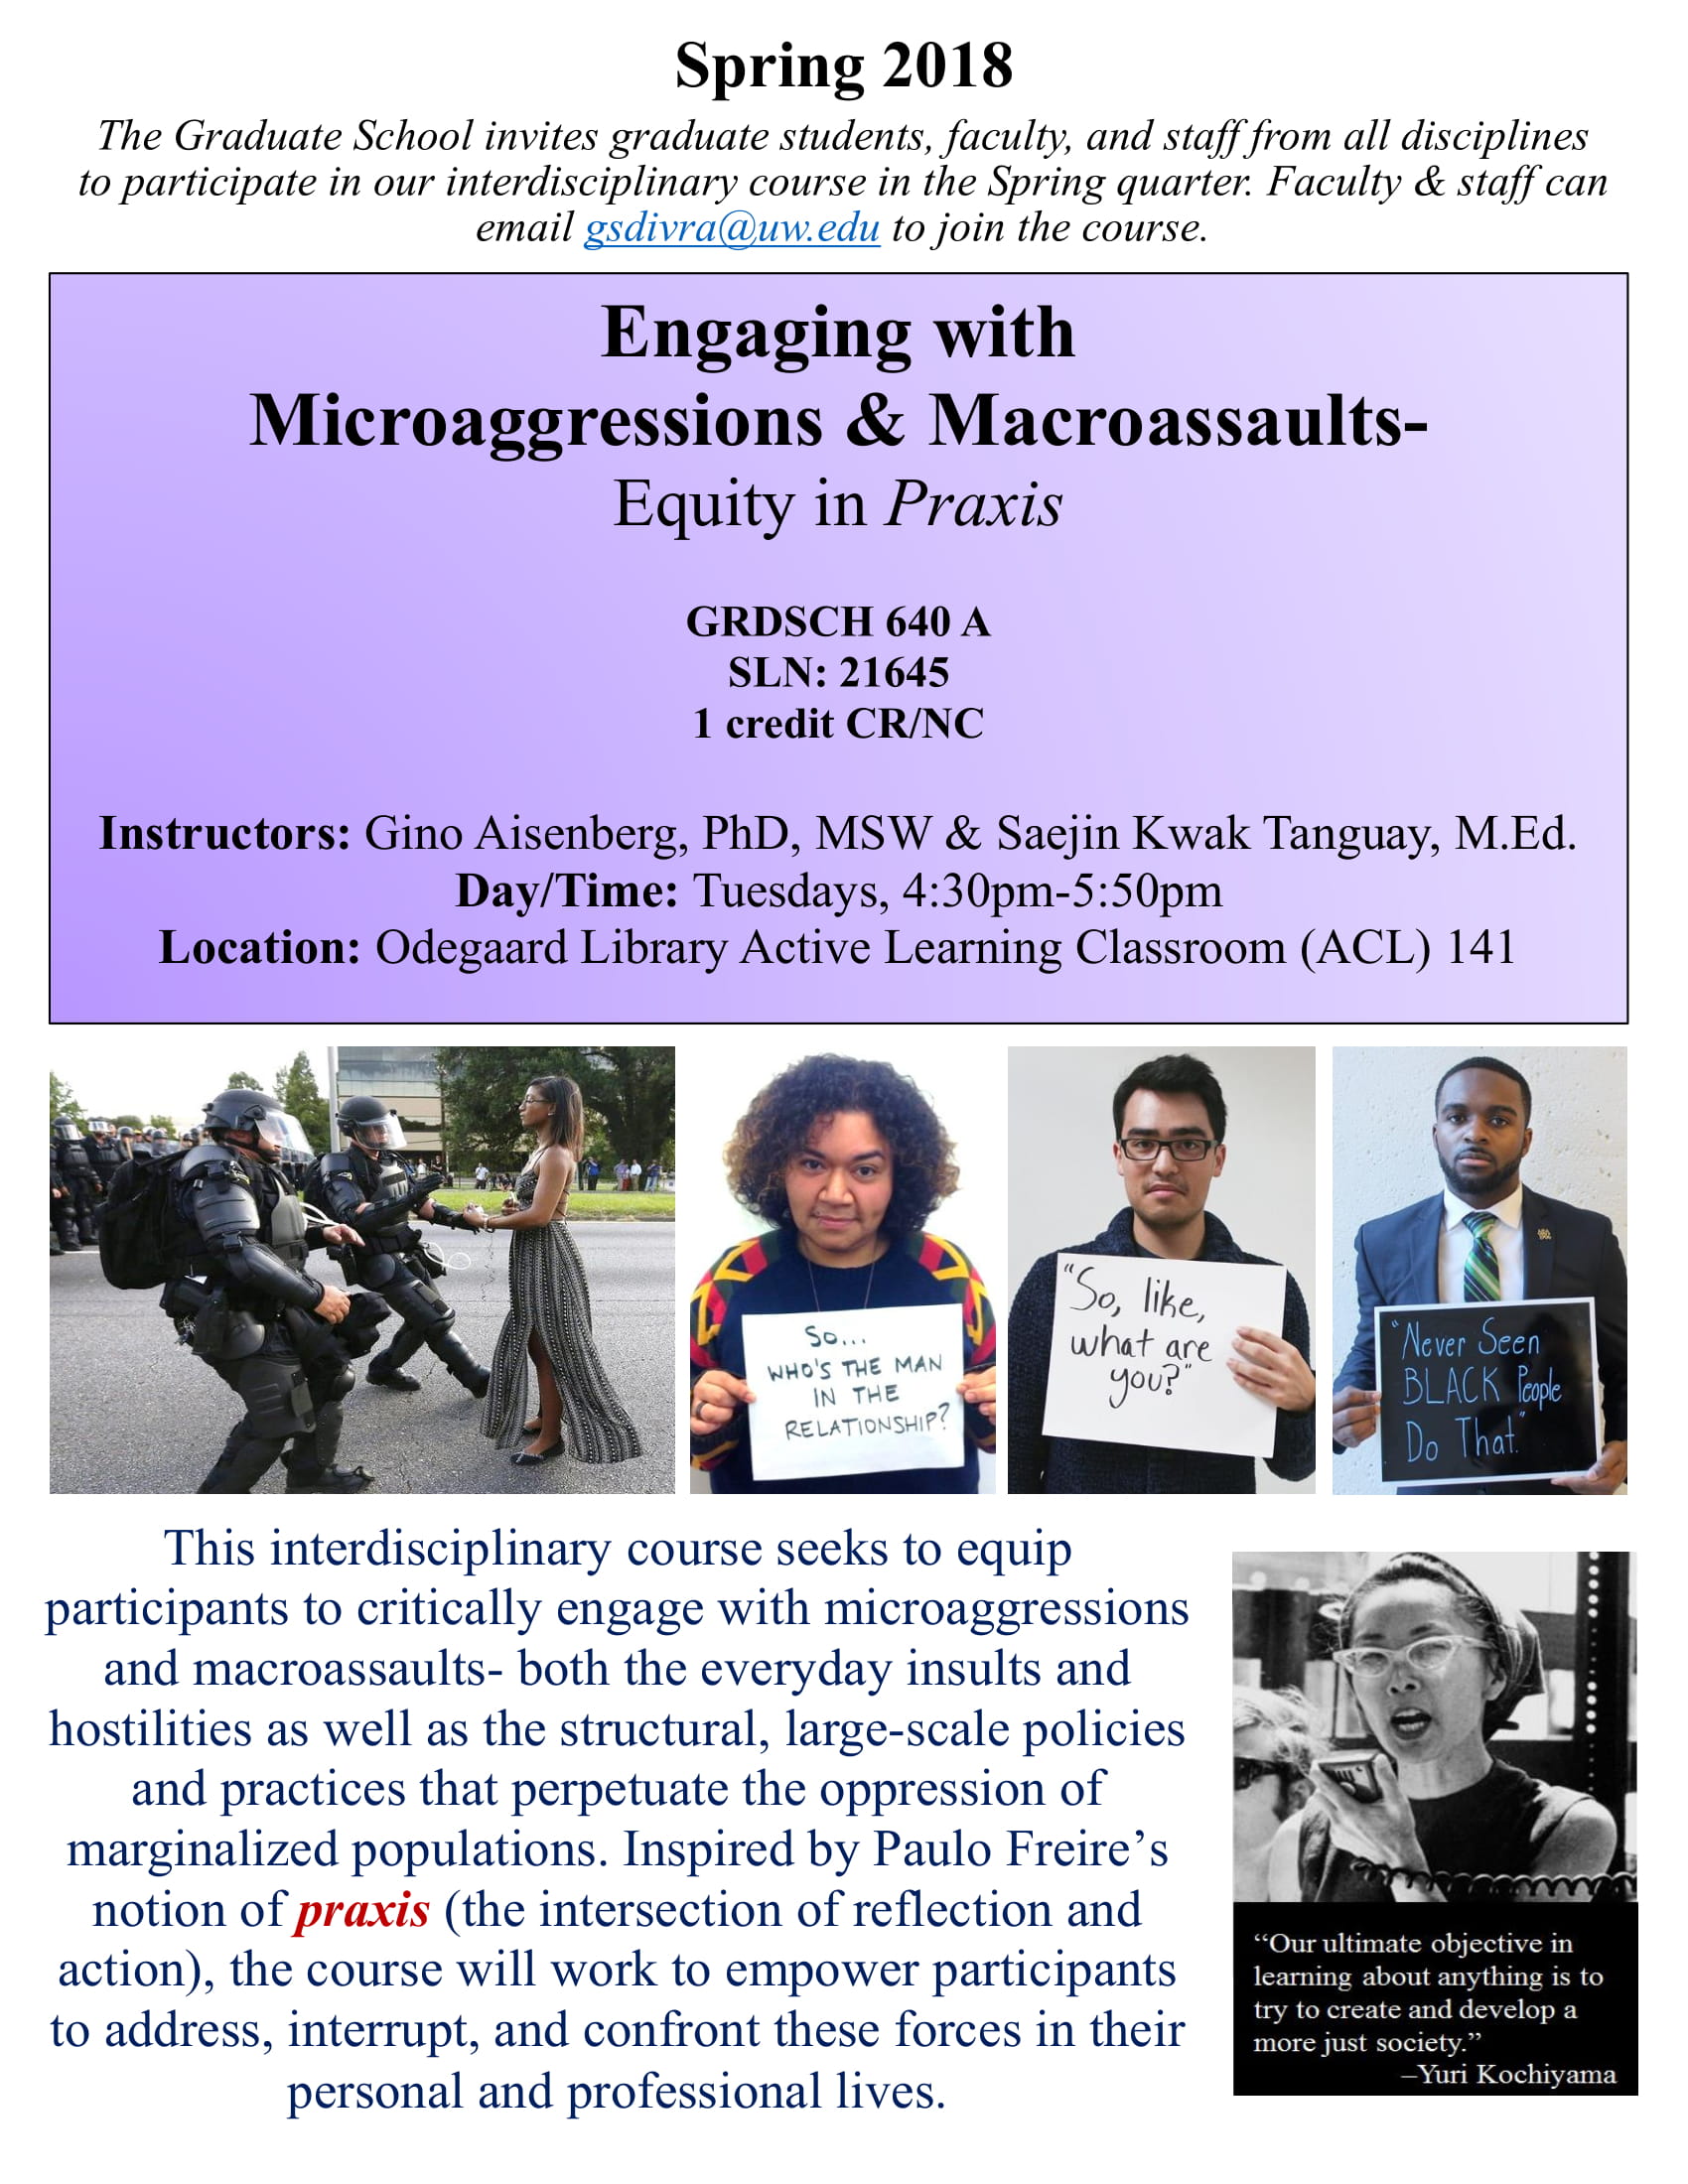 Spring 2018
The Graduate School invites graduate students, faculty, and staff from all disciplines
to participate in our interdisciplinary course in the Spring quarter. Faculty & staff can
email gsdivra@uw.edu to join the course.
Engaging with
Microaggressions & Macroassaults-
Equity in Praxis
GRDSCH 640 A
SLN: 21645
1 credit CR/NC
Instructors: Gino Aisenberg, PhD, MSW & Saejin Kwak Tanguay, M.Ed.
Day/Time: Tuesdays, 4:30pm-5:50pm
Location: Odegaard Library Active Learning Classroom (ACL) 141
So...
WHO'S THE MAN
IN THE
RELATIONSHIP?
"So, like,
what are
you?"
"Never Seen
BLACK People
Do That."
This interdisciplinary course seeks to equip
participants to critically engage with microaggressions
and macroassaults- both the everyday insults and
hostilities as well as the structural, large-scale policies
and practices that perpetuate the oppression of
marginalized populations. Inspired by Paulo Freire’s
notion of praxis (the intersection of reflection and
action), the course will work to empower participants
to address, interrupt, and confront these forces in their
personal and professional lives.
“Our ultimate objective in
learning about anything is to
try to create and develop a
more just society.”
–Yuri Kochiyama